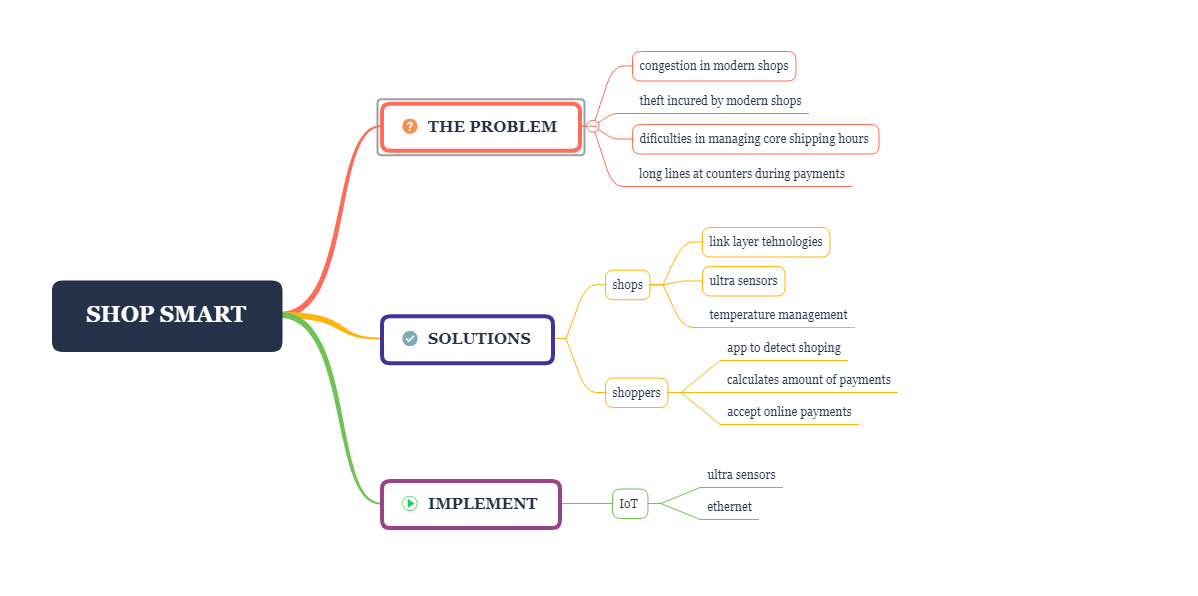 SHOP SMART
THE PROBLEM
congestion in modern shops
theft incured by modern shops
dificulties in managing core shipping hours
long lines at counters during payments
SOLUTIONS
shops
link layer tehnologies
ultra sensors
temperature management
shoppers
app to detect shoping
calculates amount of payments
accept online payments
IMPLEMENT
IoT
ultra sensors
ethernet